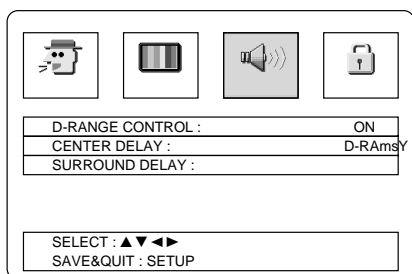 D-RANGE CONTROL : ON
CENTER DELAY : D-RAmsY
SURROUND DELAY :
SELECT : ▲▼◄►
SAVE&QUIT : SETUP